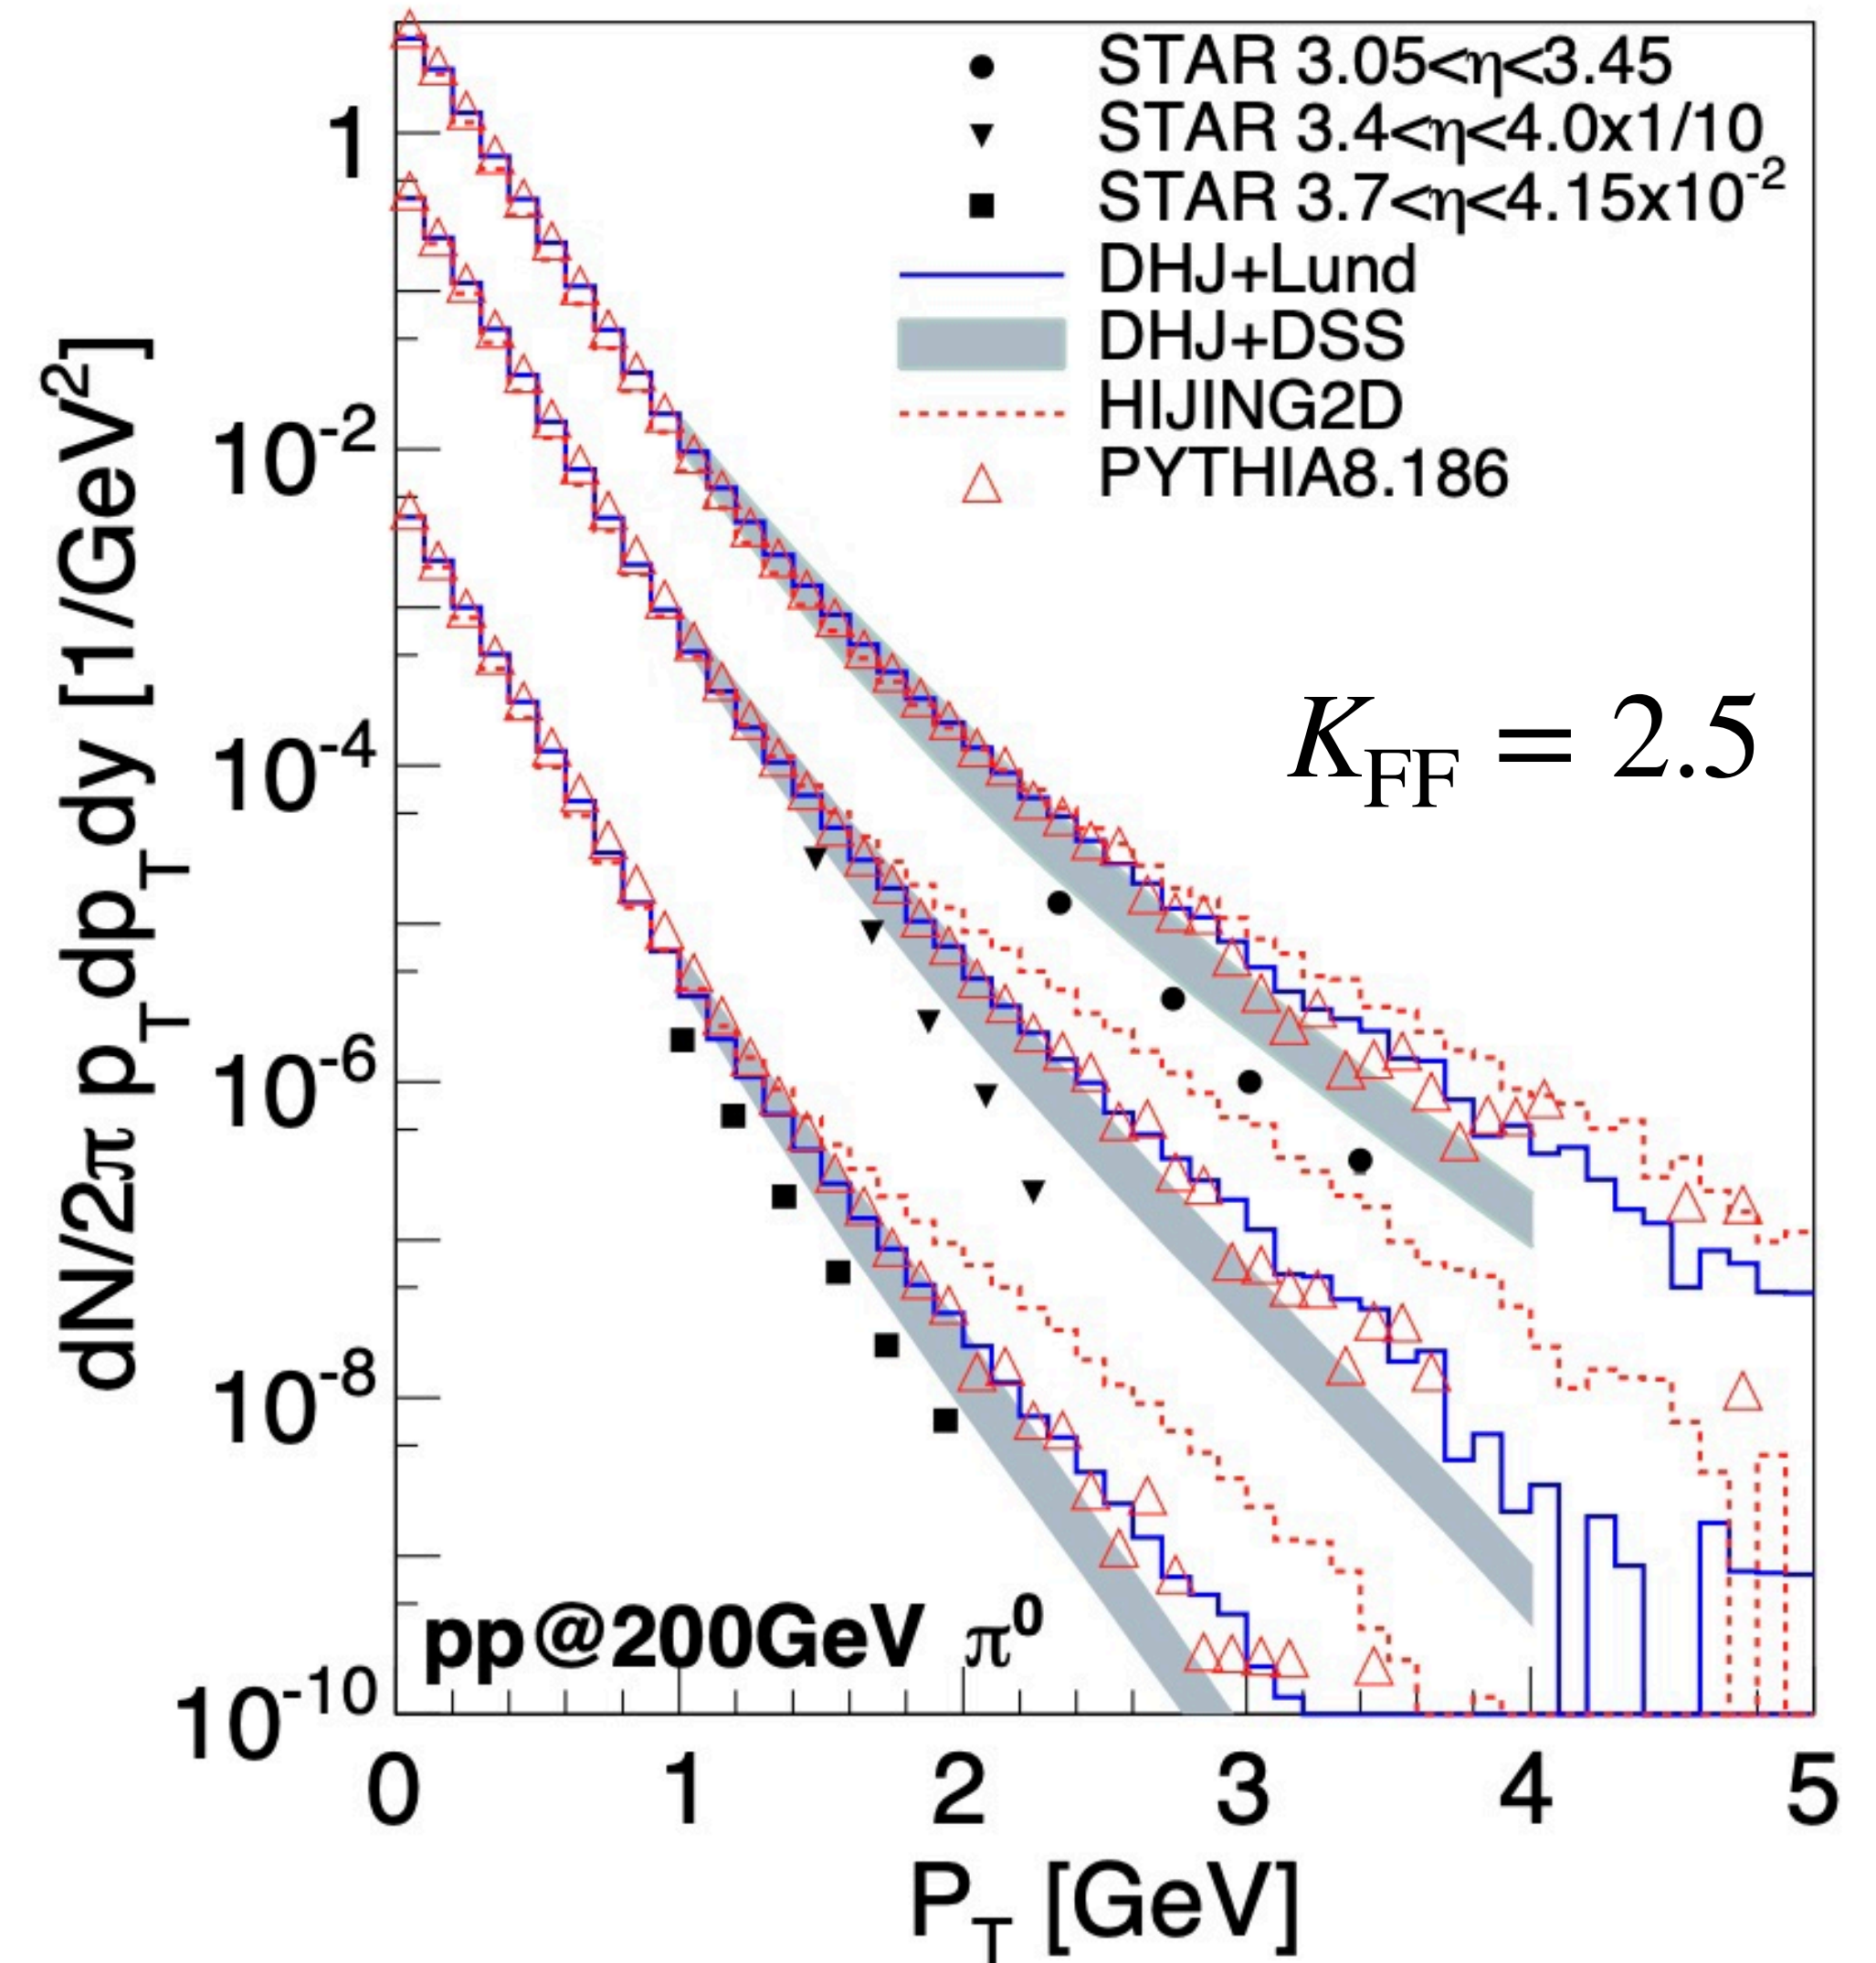 STAR 3.05<η<3.45
STAR 3.4<η<4.0x1/10
STAR 3.7<η<4.15x10⁻²
DHJ+Lund
DHJ+DSS
HIJING2D
PYTHIA8.186
K_FF = 2.5
dN/2π p_T dp_T dy [1/GeV²]
1
10⁻²
10⁻⁴
10⁻⁶
10⁻⁸
10⁻¹⁰
pp@200GeV π⁰
0 1 2 3 4 5
P_T [GeV]